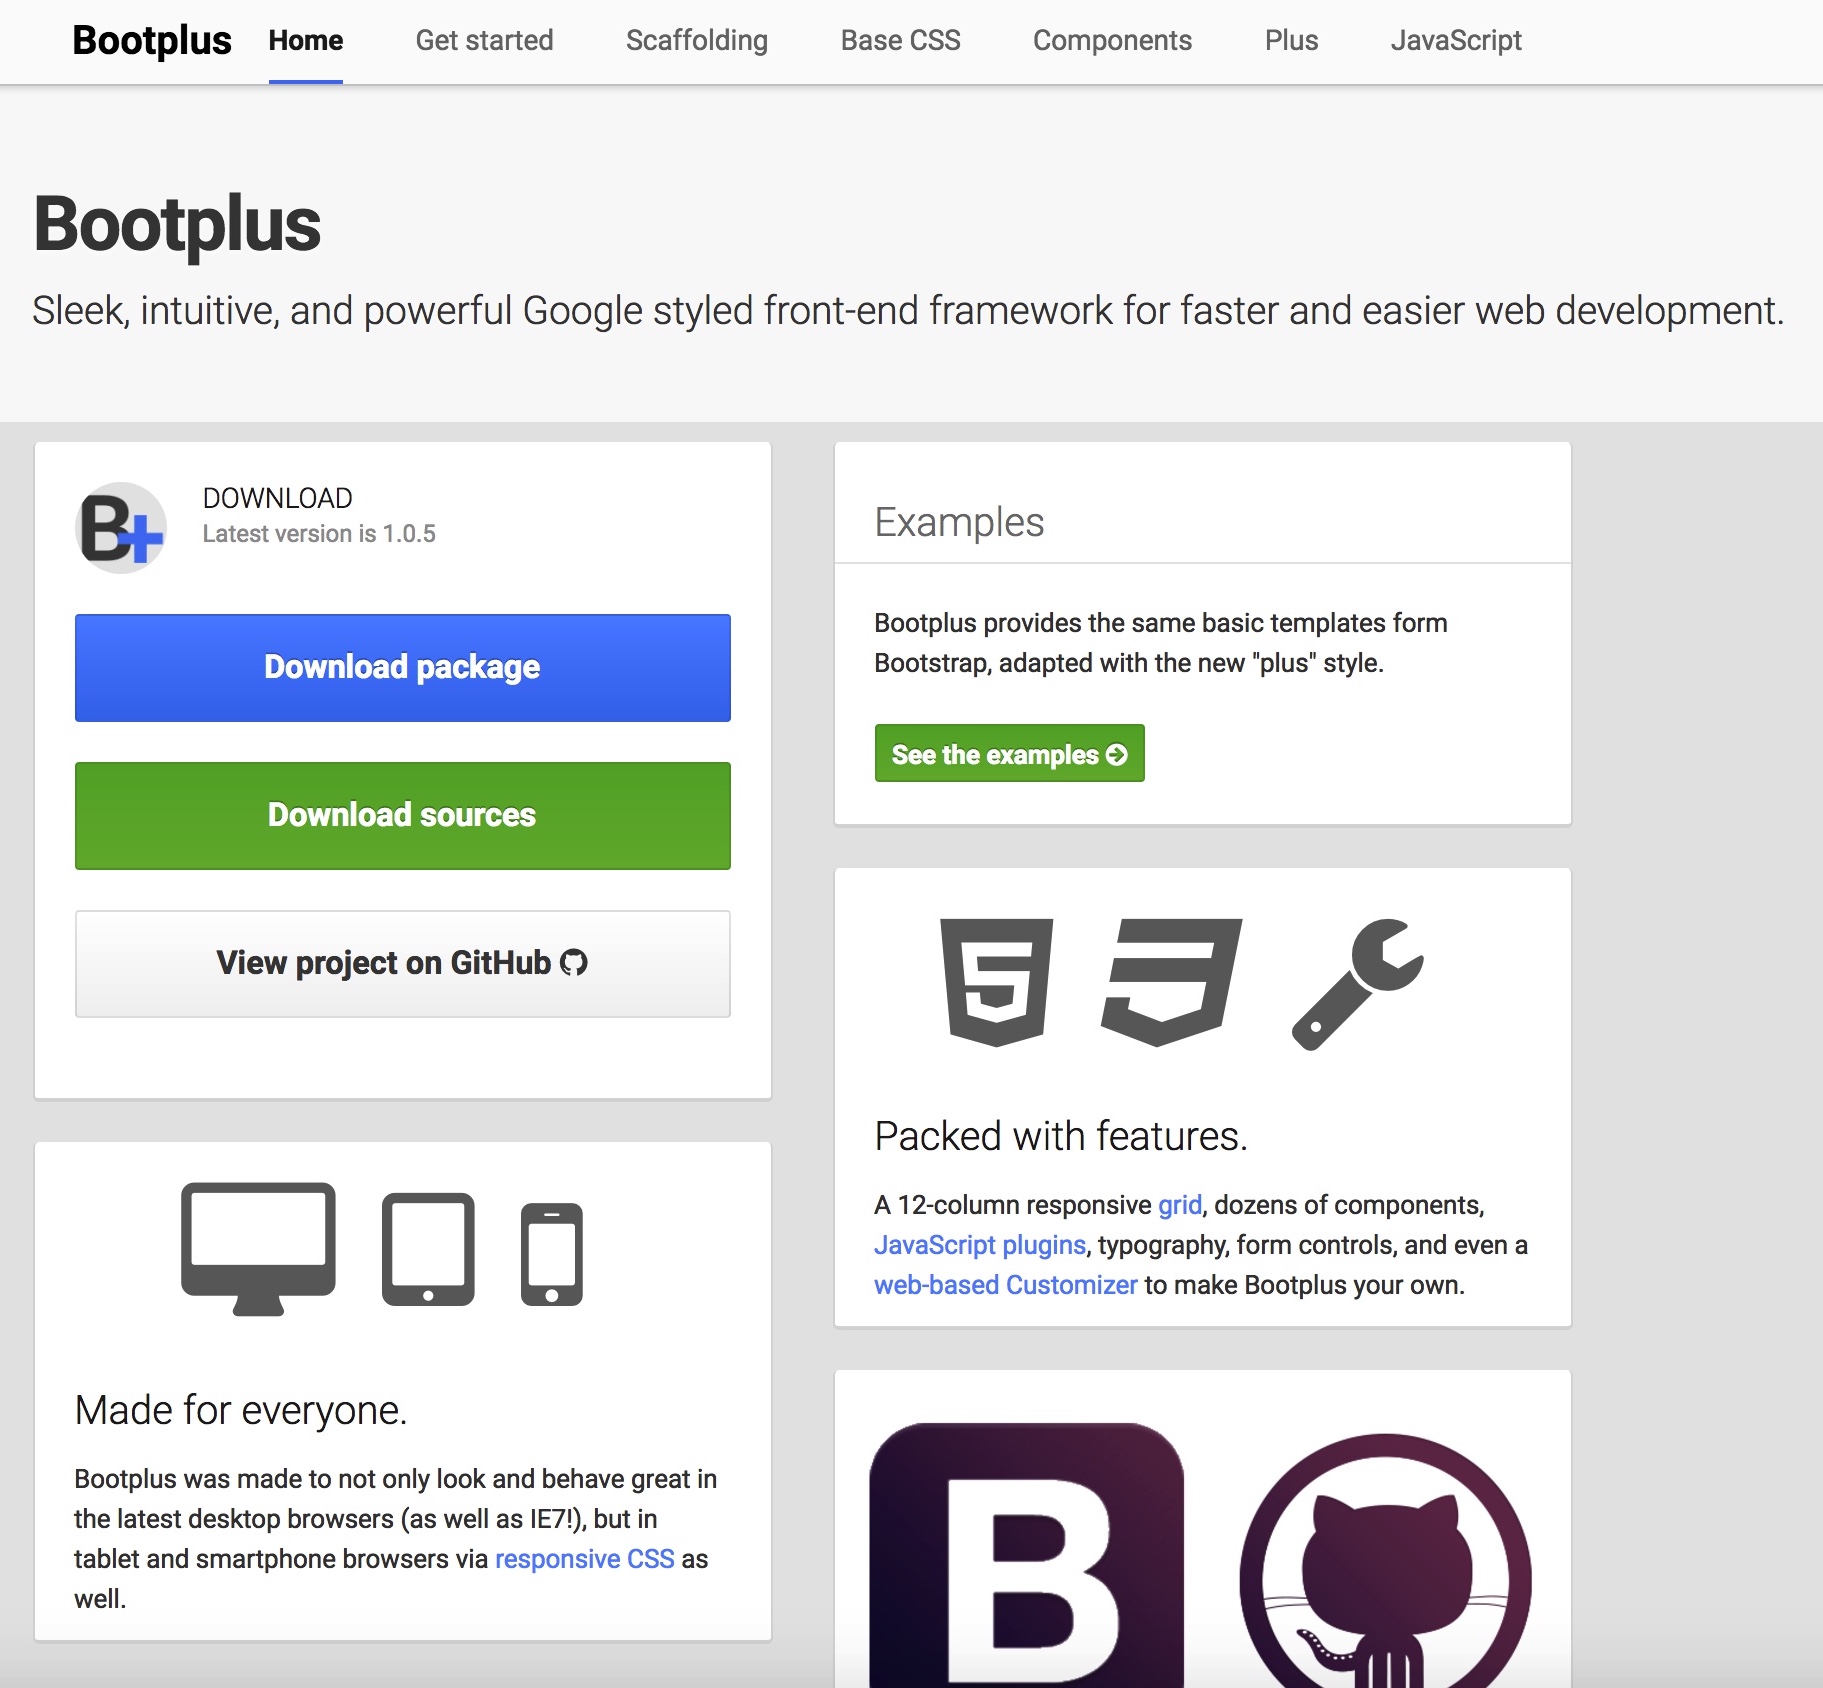 Bootplus Home Get started Scaffolding Base CSS Components Plus JavaScript
Bootplus
Sleek, intuitive, and powerful Google styled front-end framework for faster and easier web development.
B+
DOWNLOAD
Latest version is 1.0.5
Download package
Download sources
View project on GitHub
Made for everyone.
Bootplus was made to not only look and behave great in
the latest desktop browsers (as well as IE7!), but in
tablet and smartphone browsers via responsive CSS as
well.
Examples
Bootplus provides the same basic templates form
Bootstrap, adapted with the new "plus" style.
See the examples
5
Packed with features.
A 12-column responsive grid, dozens of components,
JavaScript plugins, typography, form controls, and even a
web-based Customizer to make Bootplus your own.
B